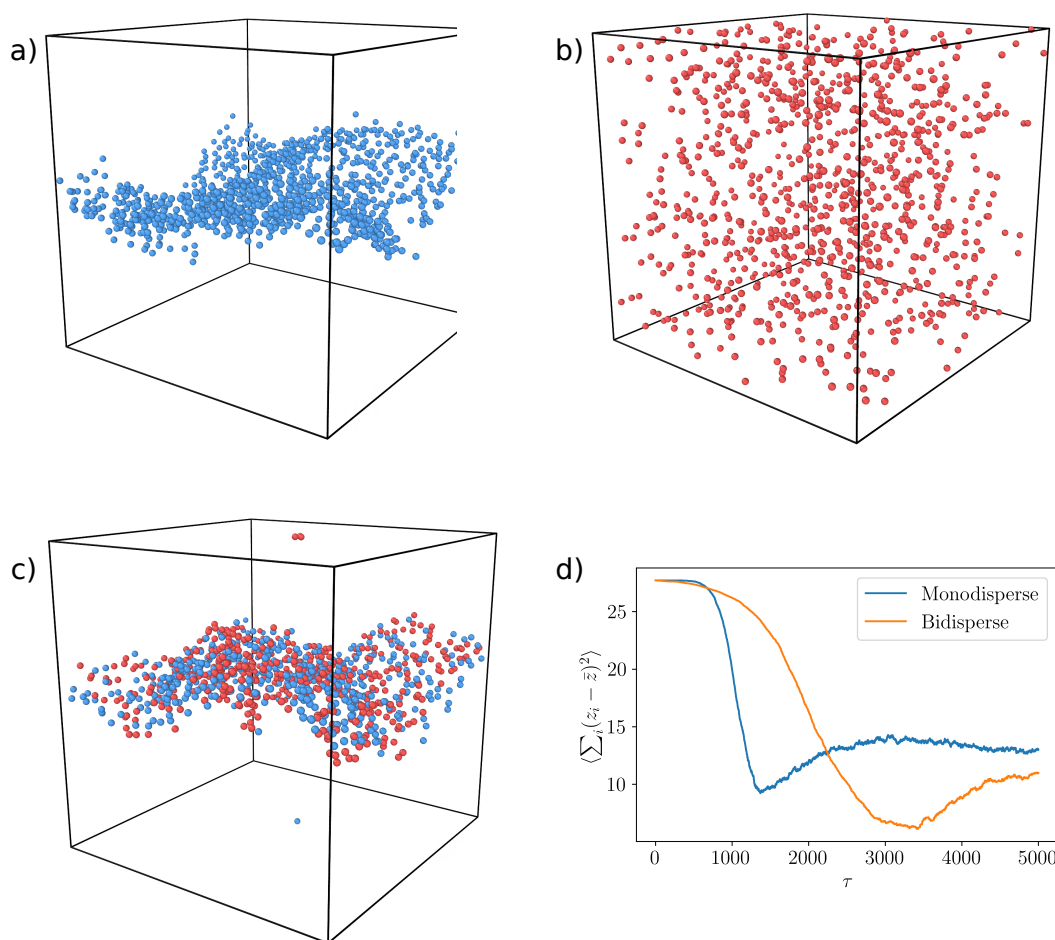 a)
b)
c)
d)
⟨∑ᵢ(zᵢ − z̄)²⟩
25
20
15
10
Monodisperse
Bidisperse
0 1000 2000 3000 4000 5000
τ